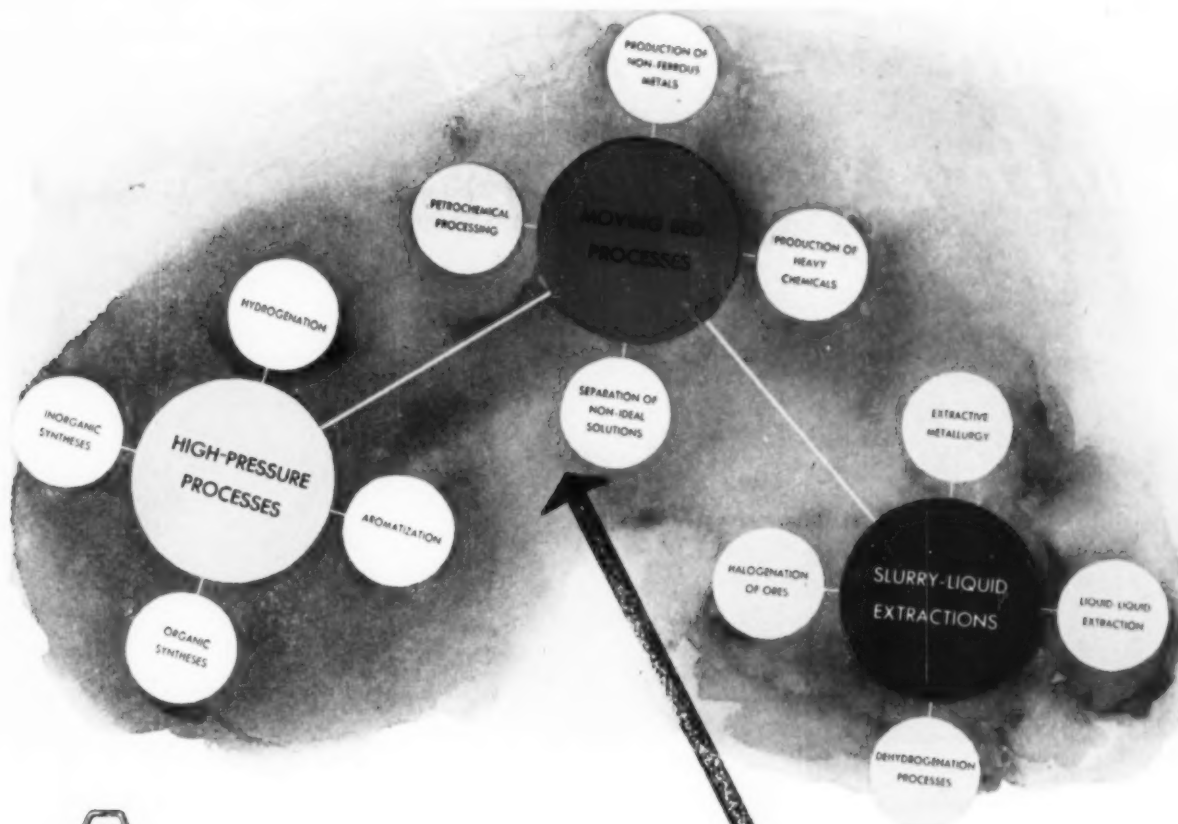 PRODUCTION OF
NON-FERROUS
METALS
PETROCHEMICAL
PROCESSING
MOVING BED
PROCESSES
PRODUCTION OF
HEAVY
CHEMICALS
HYDROGENATION
SEPARATION OF
NON-IDEAL
SOLUTIONS
INORGANIC
SYNTHESES
HIGH-PRESSURE
PROCESSES
AROMATIZATION
ORGANIC
SYNTHESES
EXTRACTIVE
METALLURGY
HALOGENATION
OF ORES
SLURRY-LIQUID
EXTRACTIONS
LIQUID-LIQUID
EXTRACTION
DEHYDROGENATION
PROCESSES